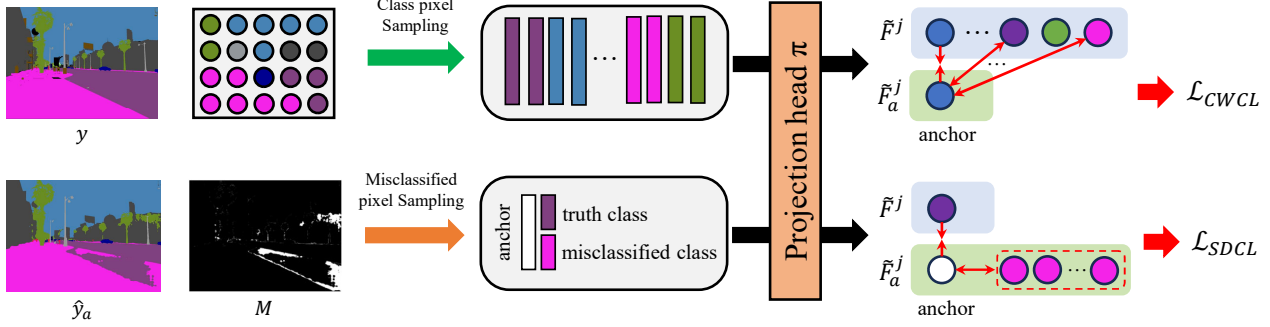 Class pixel
Sampling
y
...
Projection head π
F̃^j
...
...
F̃_a^j
anchor
ℒ_CWCL
Misclassified
pixel Sampling
ŷ_a
M
anchor
truth class
misclassified class
F̃^j
F̃_a^j
...
anchor
ℒ_SDCL